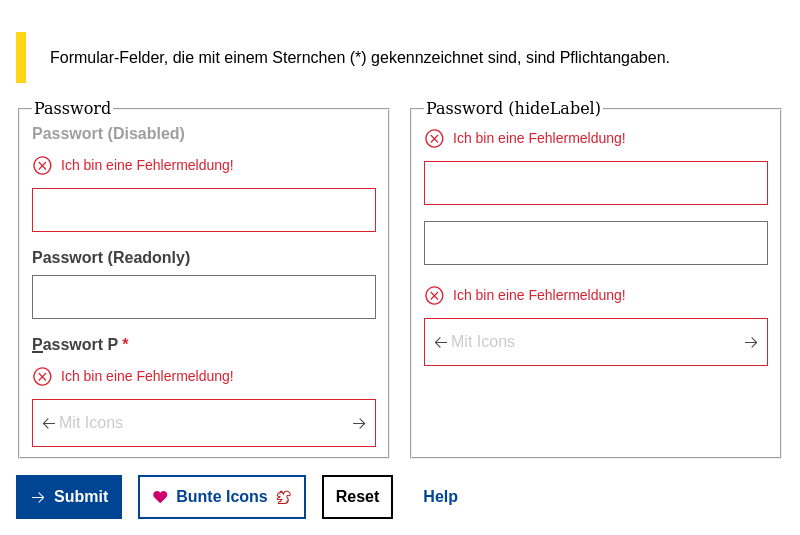 Formular-Felder, die mit einem Sternchen (*) gekennzeichnet sind, sind Pflichtangaben.
Password
Passwort (Disabled)
Ich bin eine Fehlermeldung!
Passwort (Readonly)
Passwort P *
Ich bin eine Fehlermeldung!
Mit Icons
Password (hideLabel)
Ich bin eine Fehlermeldung!
Ich bin eine Fehlermeldung!
Mit Icons
Submit
Bunte Icons
Reset
Help